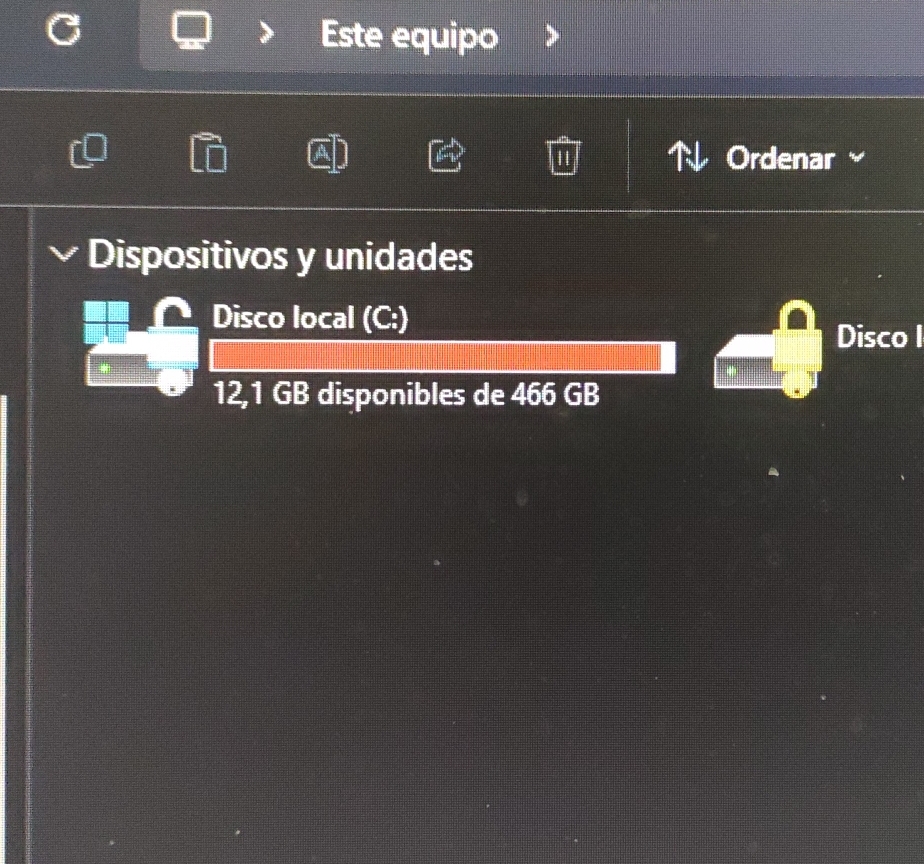 Este equipo
Ordenar
Dispositivos y unidades
Disco local (C:)
12,1 GB disponibles de 466 GB
Disco l